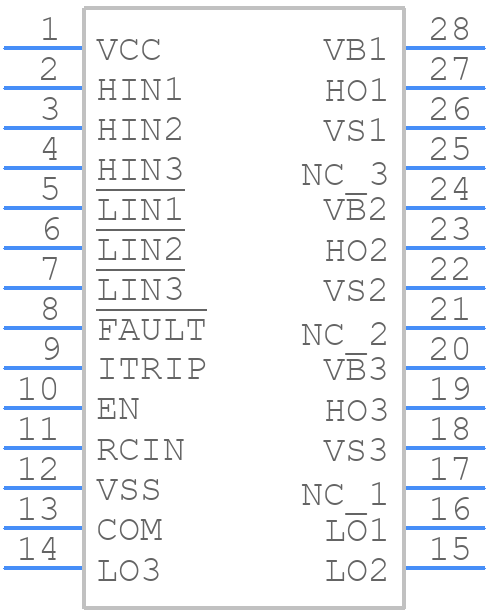 1 VCC VB1 28
2 HIN1 HO1 27
3 HIN2 VS1 26
4 HIN3 NC_3 25
5 LIN1 VB2 24
6 LIN2 HO2 23
7 LIN3 VS2 22
8 FAULT NC_2 21
9 ITRIP VB3 20
10 EN HO3 19
11 RCIN VS3 18
12 VSS NC_1 17
13 COM LO1 16
14 LO3 LO2 15